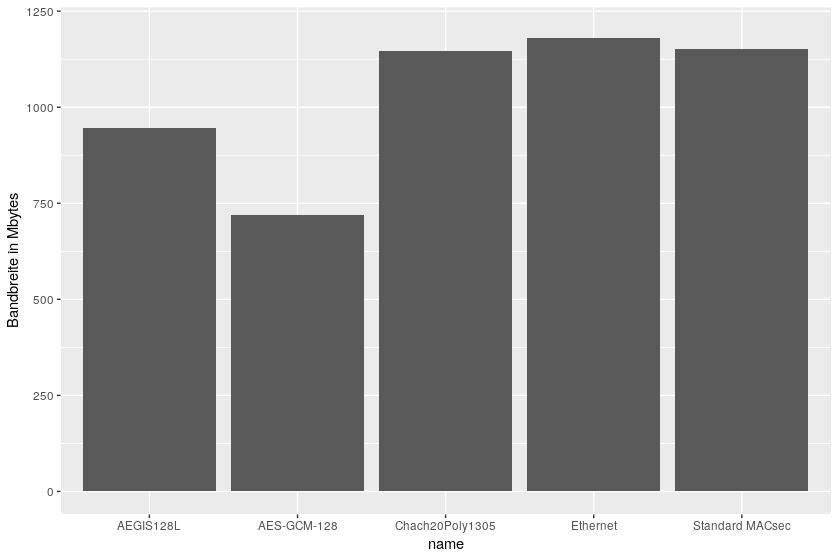 1250
1000
750
500
250
0
Bandbreite in Mbytes
AEGIS128L
AES-GCM-128
Chach20Poly1305
Ethernet
Standard MACsec
name